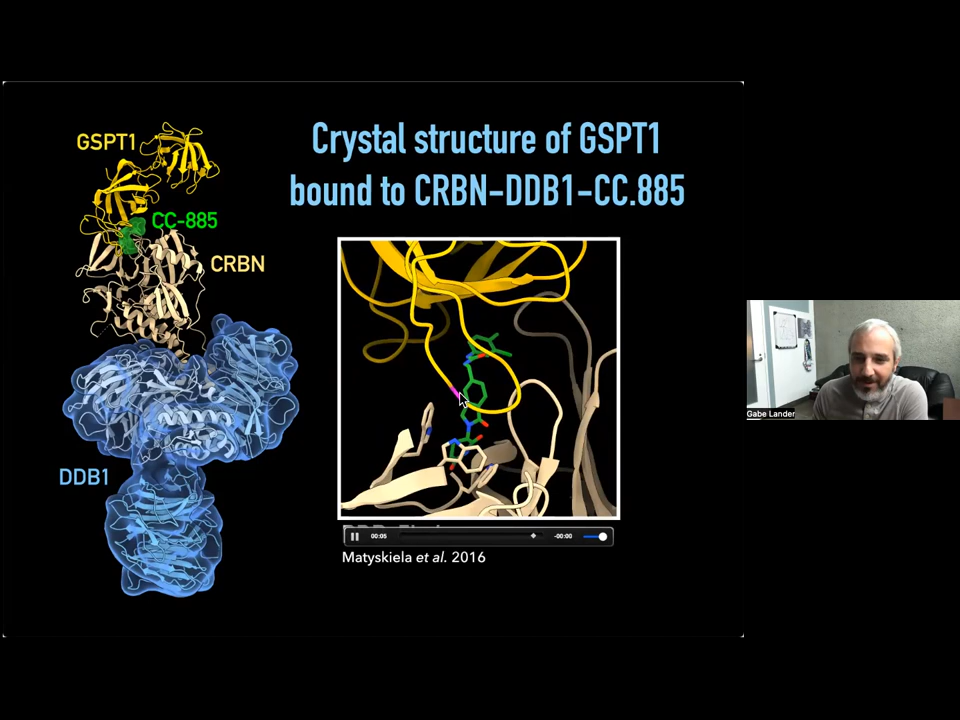 Crystal structure of GSPT1
bound to CRBN-DDB1-CC.885
GSPT1
CC-885
CRBN
DDB1
00:05
-00:00
Matyskiela et al. 2016
Gabe Lander